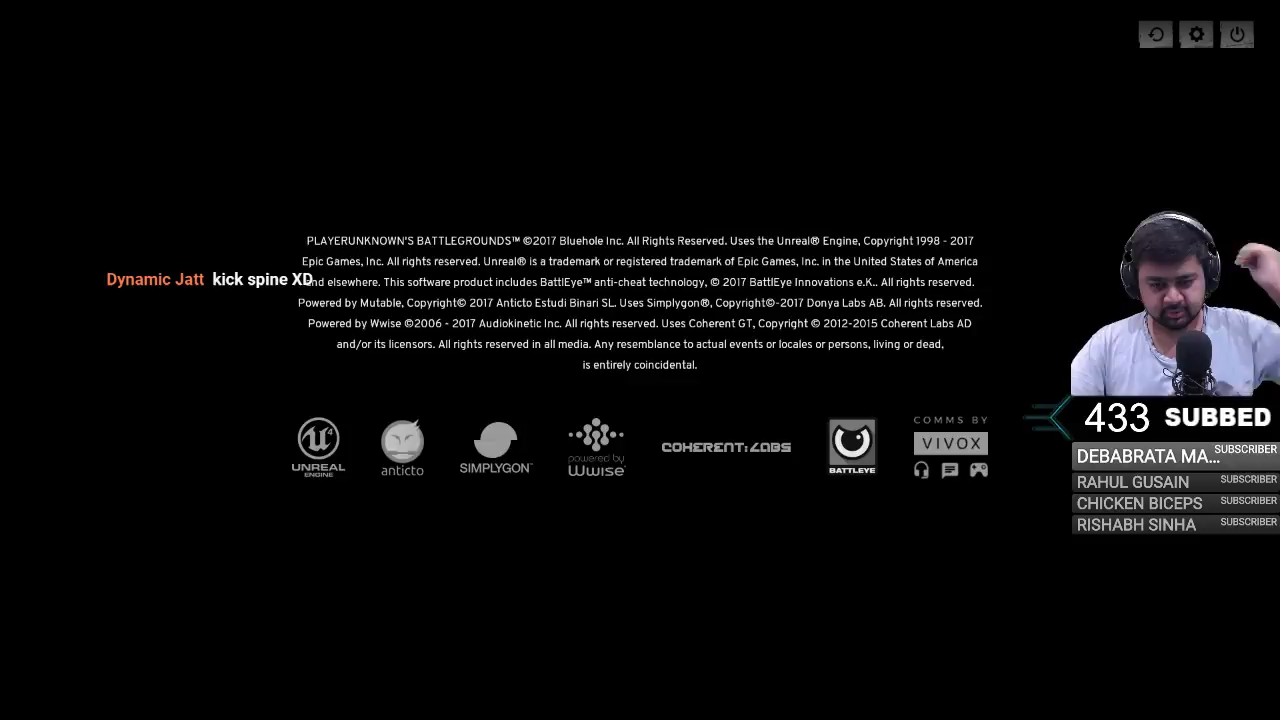 PLAYERUNKNOWN'S BATTLEGROUNDS™ ©2017 Bluehole Inc. All Rights Reserved. Uses the Unreal® Engine, Copyright 1998 - 2017
Epic Games, Inc. All rights reserved. Unreal® is a trademark or registered trademark of Epic Games, Inc. in the United States of America
Dynamic Jatt kick spine XD
and elsewhere. This software product includes BattlEye™ anti-cheat technology, © 2017 BattlEye Innovations e.K.. All rights reserved.
Powered by Mutable, Copyright© 2017 Anticto Estudi Binari SL. Uses Simplygon®, Copyright©-2017 Donya Labs AB. All rights reserved.
Powered by Wwise ©2006 - 2017 Audiokinetic Inc. All rights reserved. Uses Coherent GT, Copyright © 2012-2015 Coherent Labs AD
and/or its licensors. All rights reserved in all media. Any resemblance to actual events or locales or persons, living or dead,
is entirely coincidental.
UNREAL
ENGINE
4
anticto
SIMPLYGON™
powered by
wwise
COHERENT:LABS
BATTLEYE
COMMS BY
VIVOX
433 SUBBED
DEBABRATA MA... SUBSCRIBER
RAHUL GUSAIN SUBSCRIBER
CHICKEN BICEPS SUBSCRIBER
RISHABH SINHA SUBSCRIBER